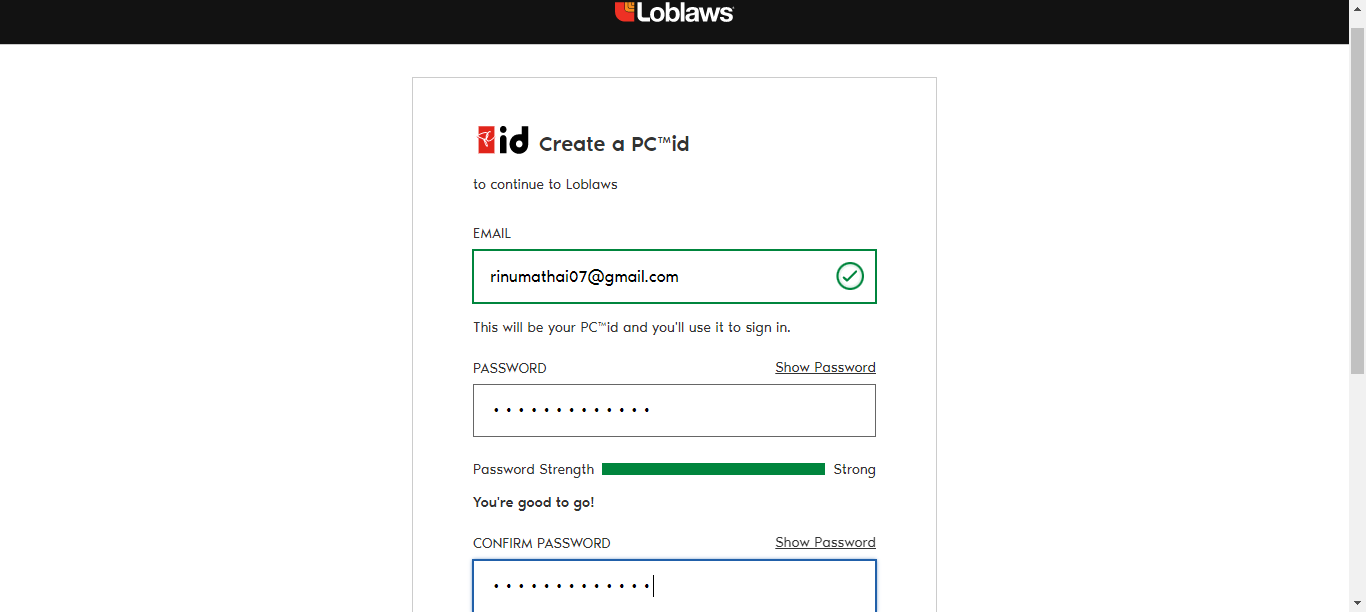 Loblaws
id Create a PC™id
to continue to Loblaws
EMAIL
rinumathai07@gmail.com
This will be your PC™id and you'll use it to sign in.
PASSWORD Show Password
•••••••••••••
Password Strength Strong
You're good to go!
CONFIRM PASSWORD Show Password
•••••••••••••